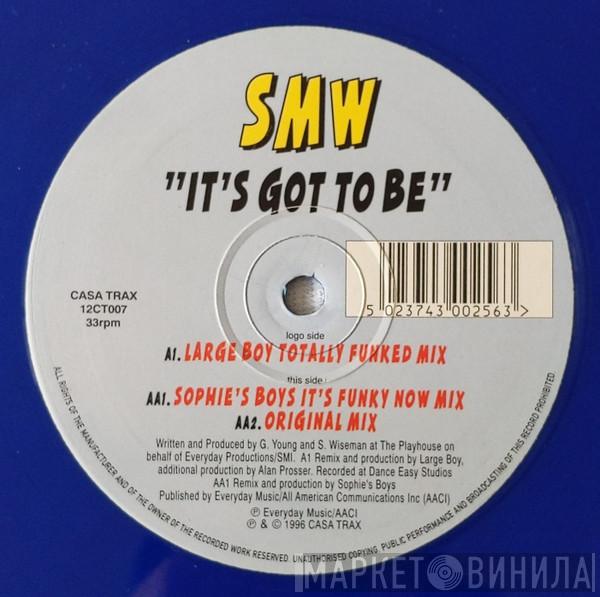 SMW
"IT'S GOT TO BE"
CASA TRAX
12CT007
33rpm
5 023743 002563 >
logo side
A1. LARGE BOY TOTALLY FUNKED MIX
this side
AA1. SOPHIE'S BOYS IT'S FUNKY NOW MIX
AA2. ORIGINAL MIX
Written and Produced by G. Young and S. Wiseman at The Playhouse on
behalf of Everyday Productions/SMI. A1 Remix and production by Large Boy,
additional production by Alan Prosser. Recorded at Dance Easy Studios
AA1 Remix and production by Sophie's Boys
Published by Everyday Music/All American Communications Inc (AACI)
℗ Everyday Music/AACI
℗ & © 1996 CASA TRAX
ALL RIGHTS OF THE MANUFACTURER AND OF THE OWNER OF THE RECORDED WORK RESERVED. UNAUTHORISED COPYING, PUBLIC PERFORMANCE AND BROADCASTING OF THIS RECORD PROHIBITED
МАРКЕТ ВИНИЛА